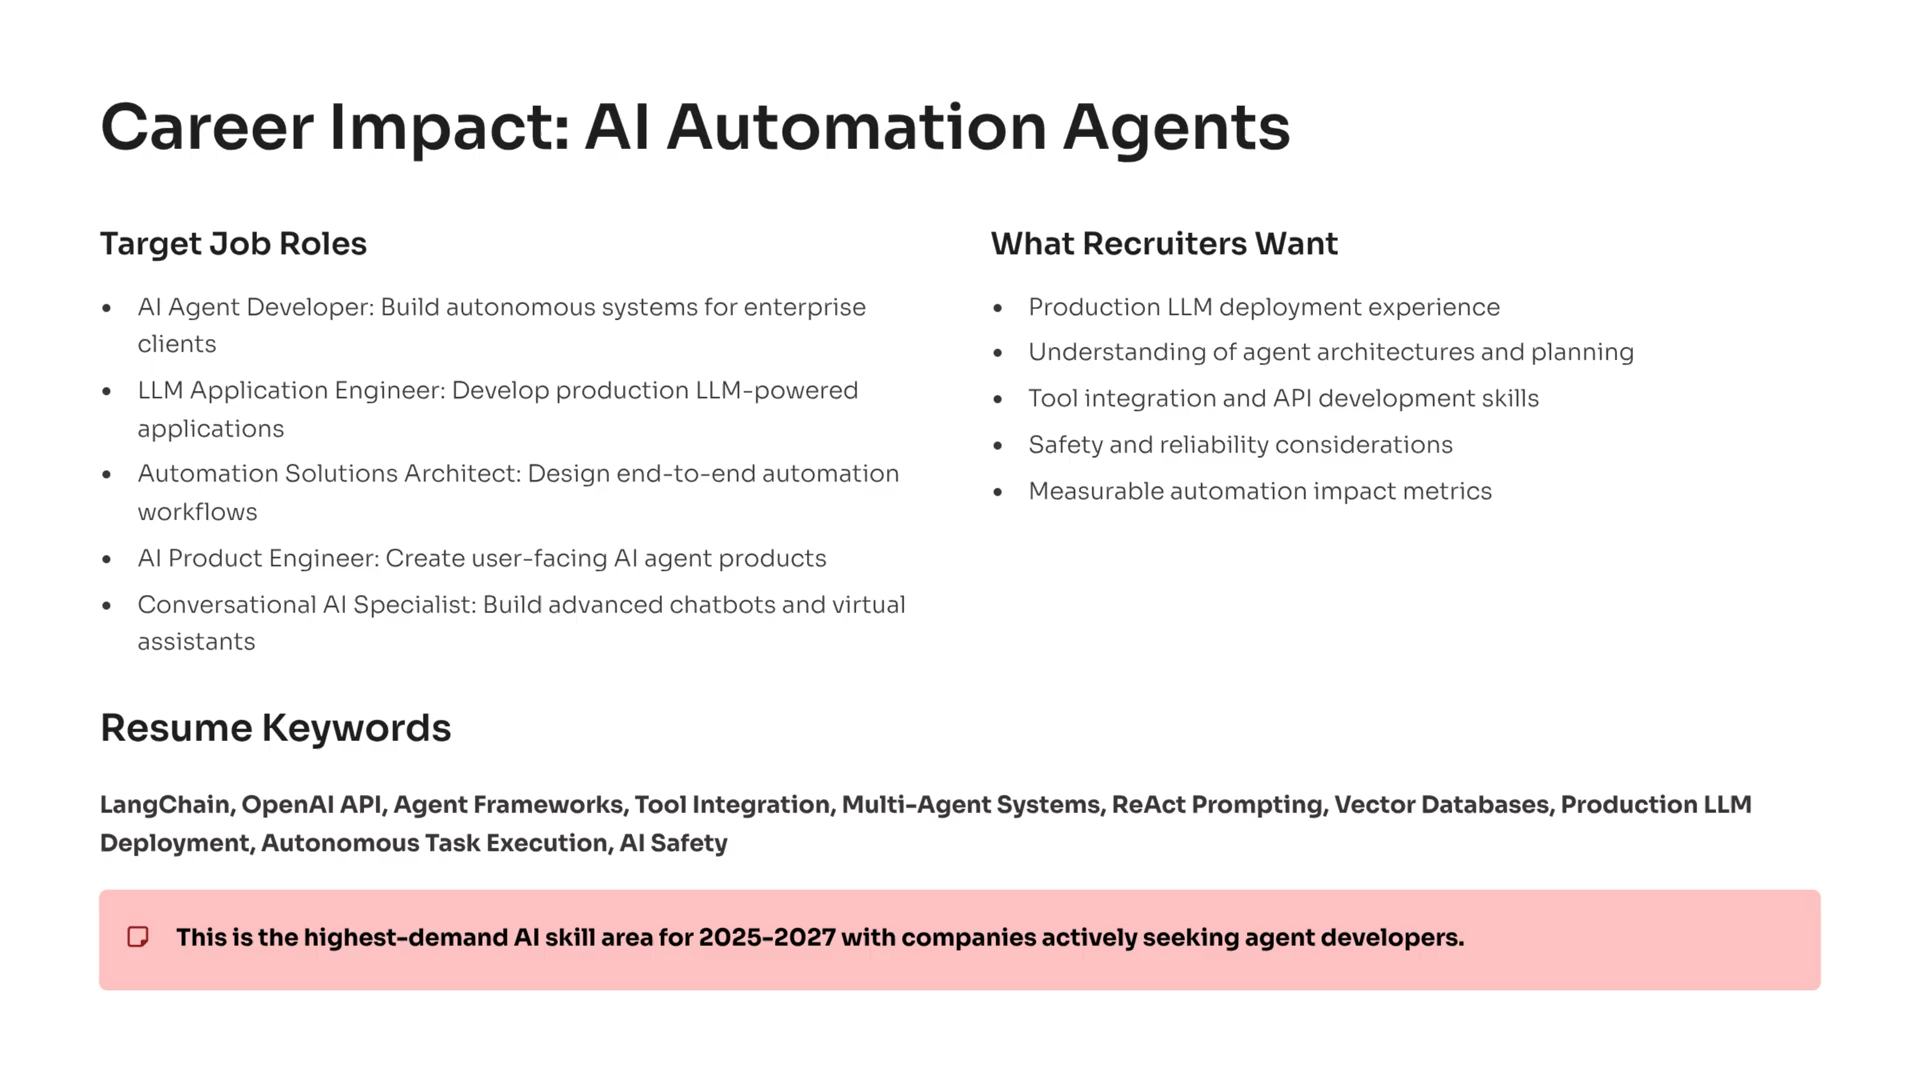 Career Impact: AI Automation Agents
Target Job Roles
• AI Agent Developer: Build autonomous systems for enterprise
clients
• LLM Application Engineer: Develop production LLM-powered
applications
• Automation Solutions Architect: Design end-to-end automation
workflows
• AI Product Engineer: Create user-facing AI agent products
• Conversational AI Specialist: Build advanced chatbots and virtual
assistants
What Recruiters Want
• Production LLM deployment experience
• Understanding of agent architectures and planning
• Tool integration and API development skills
• Safety and reliability considerations
• Measurable automation impact metrics
Resume Keywords
LangChain, OpenAI API, Agent Frameworks, Tool Integration, Multi-Agent Systems, ReAct Prompting, Vector Databases, Production LLM
Deployment, Autonomous Task Execution, AI Safety
This is the highest-demand AI skill area for 2025-2027 with companies actively seeking agent developers.